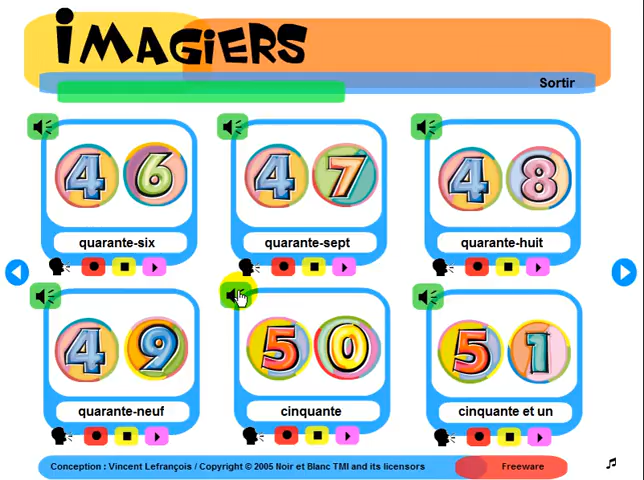 iMAGiERS
Sortir
46
47
48
quarante-six
quarante-sept
quarante-huit
49
50
51
quarante-neuf
cinquante
cinquante et un
Conception : Vincent Lefrançois / Copyright © 2005 Noir et Blanc TMI and its licensors
Freeware